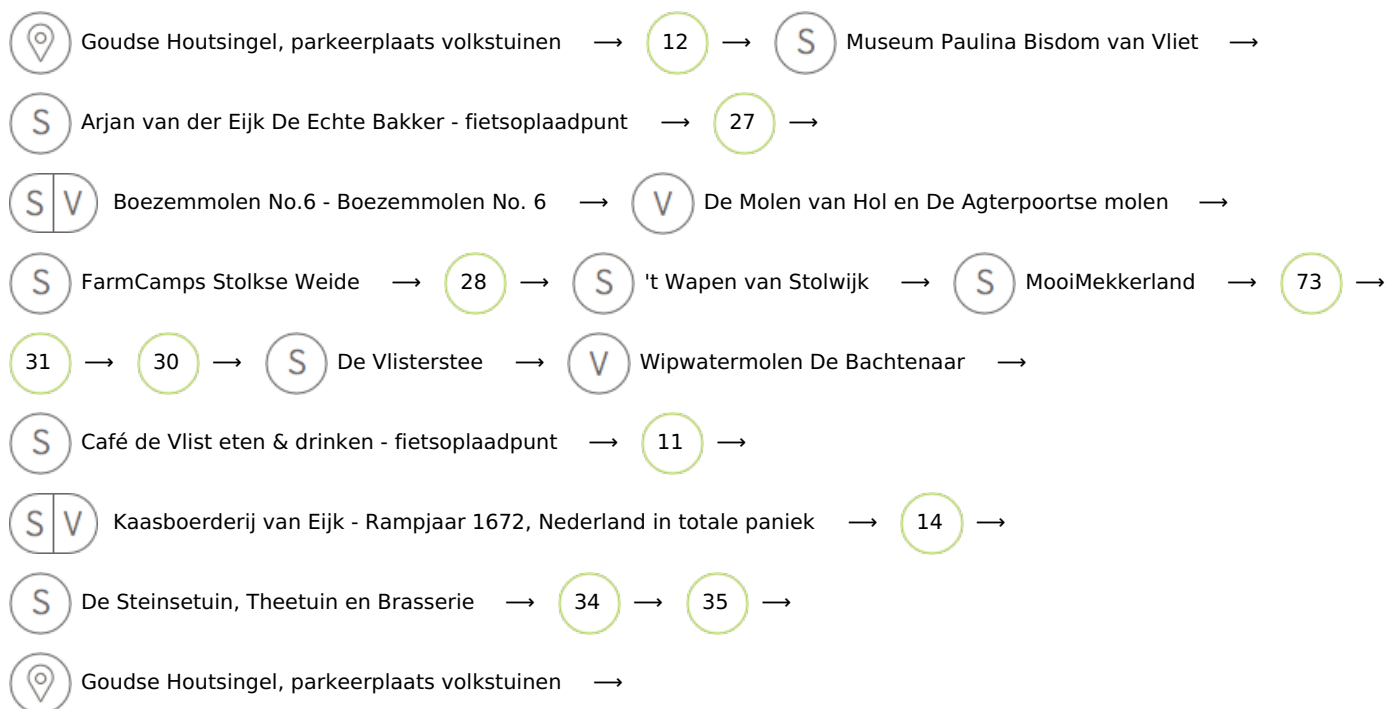 Goudse Houtsingel, parkeerplaats volkstuinen → 12 → S Museum Paulina Bisdom van Vliet →
S Arjan van der Eijk De Echte Bakker - fietsoplaadpunt → 27 →
S V Boezemmolen No.6 - Boezemmolen No. 6 → V De Molen van Hol en De Agterpoortse molen →
S FarmCamps Stolkse Weide → 28 → S 't Wapen van Stolwijk → S MooiMekkerland → 73 →
31 → 30 → S De Vlisterstee → V Wipwatermolen De Bachtenaar →
S Café de Vlist eten & drinken - fietsoplaadpunt → 11 →
S V Kaasboerderij van Eijk - Rampjaar 1672, Nederland in totale paniek → 14 →
S De Steinsetuin, Theetuin en Brasserie → 34 → 35 →
Goudse Houtsingel, parkeerplaats volkstuinen →